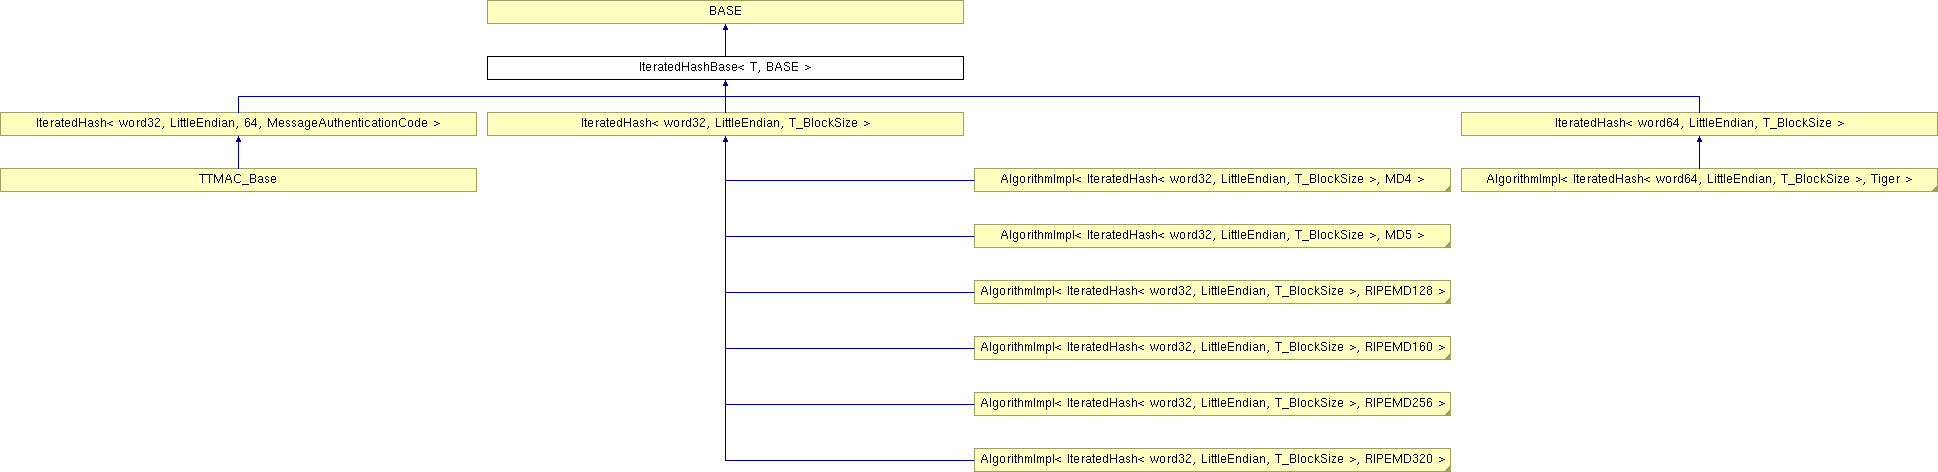 BASE
IteratedHashBase< T, BASE >
IteratedHash< word32, LittleEndian, 64, MessageAuthenticationCode >
IteratedHash< word32, LittleEndian, T_BlockSize >
IteratedHash< word64, LittleEndian, T_BlockSize >
TTMAC_Base
AlgorithmImpl< IteratedHash< word32, LittleEndian, T_BlockSize >, MD4 >
AlgorithmImpl< IteratedHash< word64, LittleEndian, T_BlockSize >, Tiger >
AlgorithmImpl< IteratedHash< word32, LittleEndian, T_BlockSize >, MD5 >
AlgorithmImpl< IteratedHash< word32, LittleEndian, T_BlockSize >, RIPEMD128 >
AlgorithmImpl< IteratedHash< word32, LittleEndian, T_BlockSize >, RIPEMD160 >
AlgorithmImpl< IteratedHash< word32, LittleEndian, T_BlockSize >, RIPEMD256 >
AlgorithmImpl< IteratedHash< word32, LittleEndian, T_BlockSize >, RIPEMD320 >